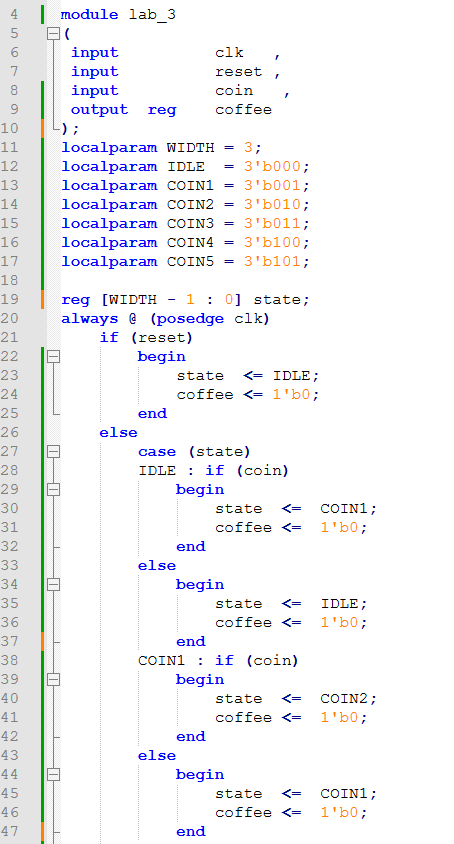 4 module lab_3
5 (
6 input clk ,
7 input reset ,
8 input coin ,
9 output reg coffee
10 );
11 localparam WIDTH = 3;
12 localparam IDLE = 3'b000;
13 localparam COIN1 = 3'b001;
14 localparam COIN2 = 3'b010;
15 localparam COIN3 = 3'b011;
16 localparam COIN4 = 3'b100;
17 localparam COIN5 = 3'b101;
18
19 reg [WIDTH - 1 : 0] state;
20 always @ (posedge clk)
21 if (reset)
22 begin
23 state <= IDLE;
24 coffee <= 1'b0;
25 end
26 else
27 case (state)
28 IDLE : if (coin)
29 begin
30 state <= COIN1;
31 coffee <= 1'b0;
32 end
33 else
34 begin
35 state <= IDLE;
36 coffee <= 1'b0;
37 end
38 COIN1 : if (coin)
39 begin
40 state <= COIN2;
41 coffee <= 1'b0;
42 end
43 else
44 begin
45 state <= COIN1;
46 coffee <= 1'b0;
47 end